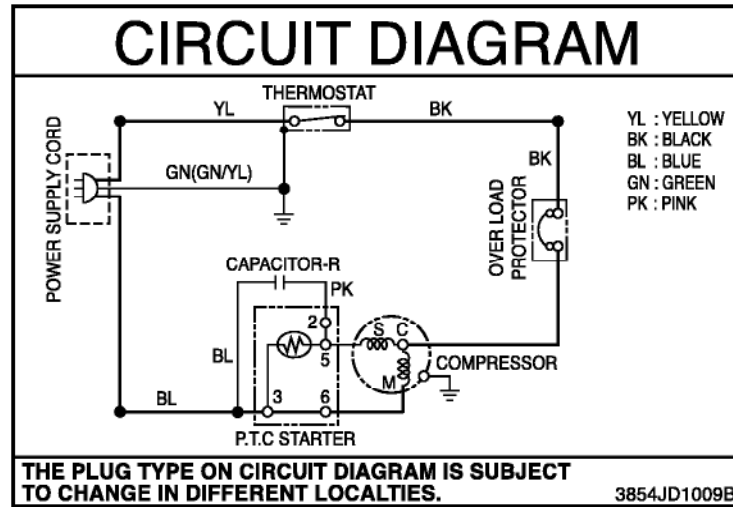 CIRCUIT DIAGRAM
THERMOSTAT
YL
BK
YL : YELLOW
BK : BLACK
BL : BLUE
GN : GREEN
PK : PINK
POWER SUPPLY CORD
GN(GN/YL)
BK
OVER LOAD
PROTECTOR
CAPACITOR-R
PK
2
S C
5
BL
COMPRESSOR
M
BL
3
6
P.T.C STARTER
THE PLUG TYPE ON CIRCUIT DIAGRAM IS SUBJECT
TO CHANGE IN DIFFERENT LOCALTIES.
3854JD1009B